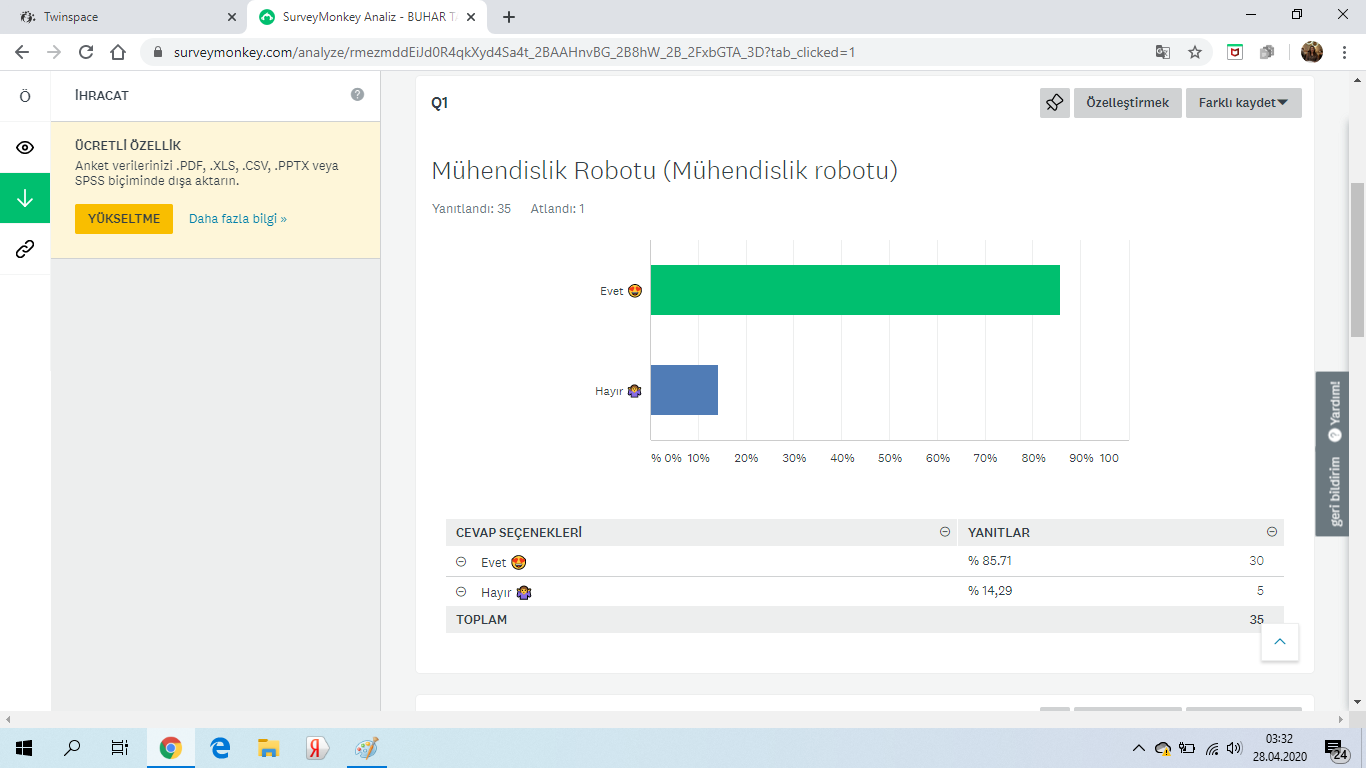 Twinspace
SurveyMonkey Analiz - BUHAR TA
surveymonkey.com/analyze/rmezmddEiJd0R4qkXyd4Sa4t_2BAAHnvBG_2B8hW_2B_2FxbGTA_3D?tab_clicked=1
Ö
İHRACAT
?
ÜCRETLİ ÖZELLİK
Anket verilerinizi .PDF, .XLS, .CSV, .PPTX veya
SPSS biçiminde dışa aktarın.
YÜKSELTME
Daha fazla bilgi »
Q1
Özelleştirmek
Farklı kaydet
Mühendislik Robotu (Mühendislik robotu)
Yanıtlandı: 35 Atlandı: 1
Evet 😍
Hayır 🤷‍♀️
% 0% 10% 20% 30% 40% 50% 60% 70% 80% 90% 100
CEVAP SEÇENEKLERİ YANITLAR
Evet 😍 % 85.71 30
Hayır 🤷‍♀️ % 14,29 5
TOPLAM 35
? Yardım!
geri bildirim
03:32
28.04.2020
24